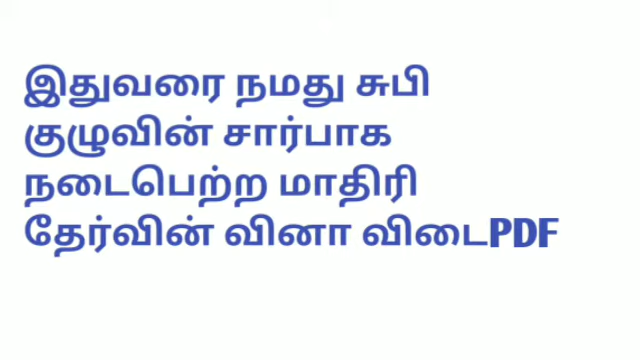 இதுவரை நமது சுபி
குழுவின் சார்பாக
நடைபெற்ற மாதிரி
தேர்வின் வினா விடைPDF